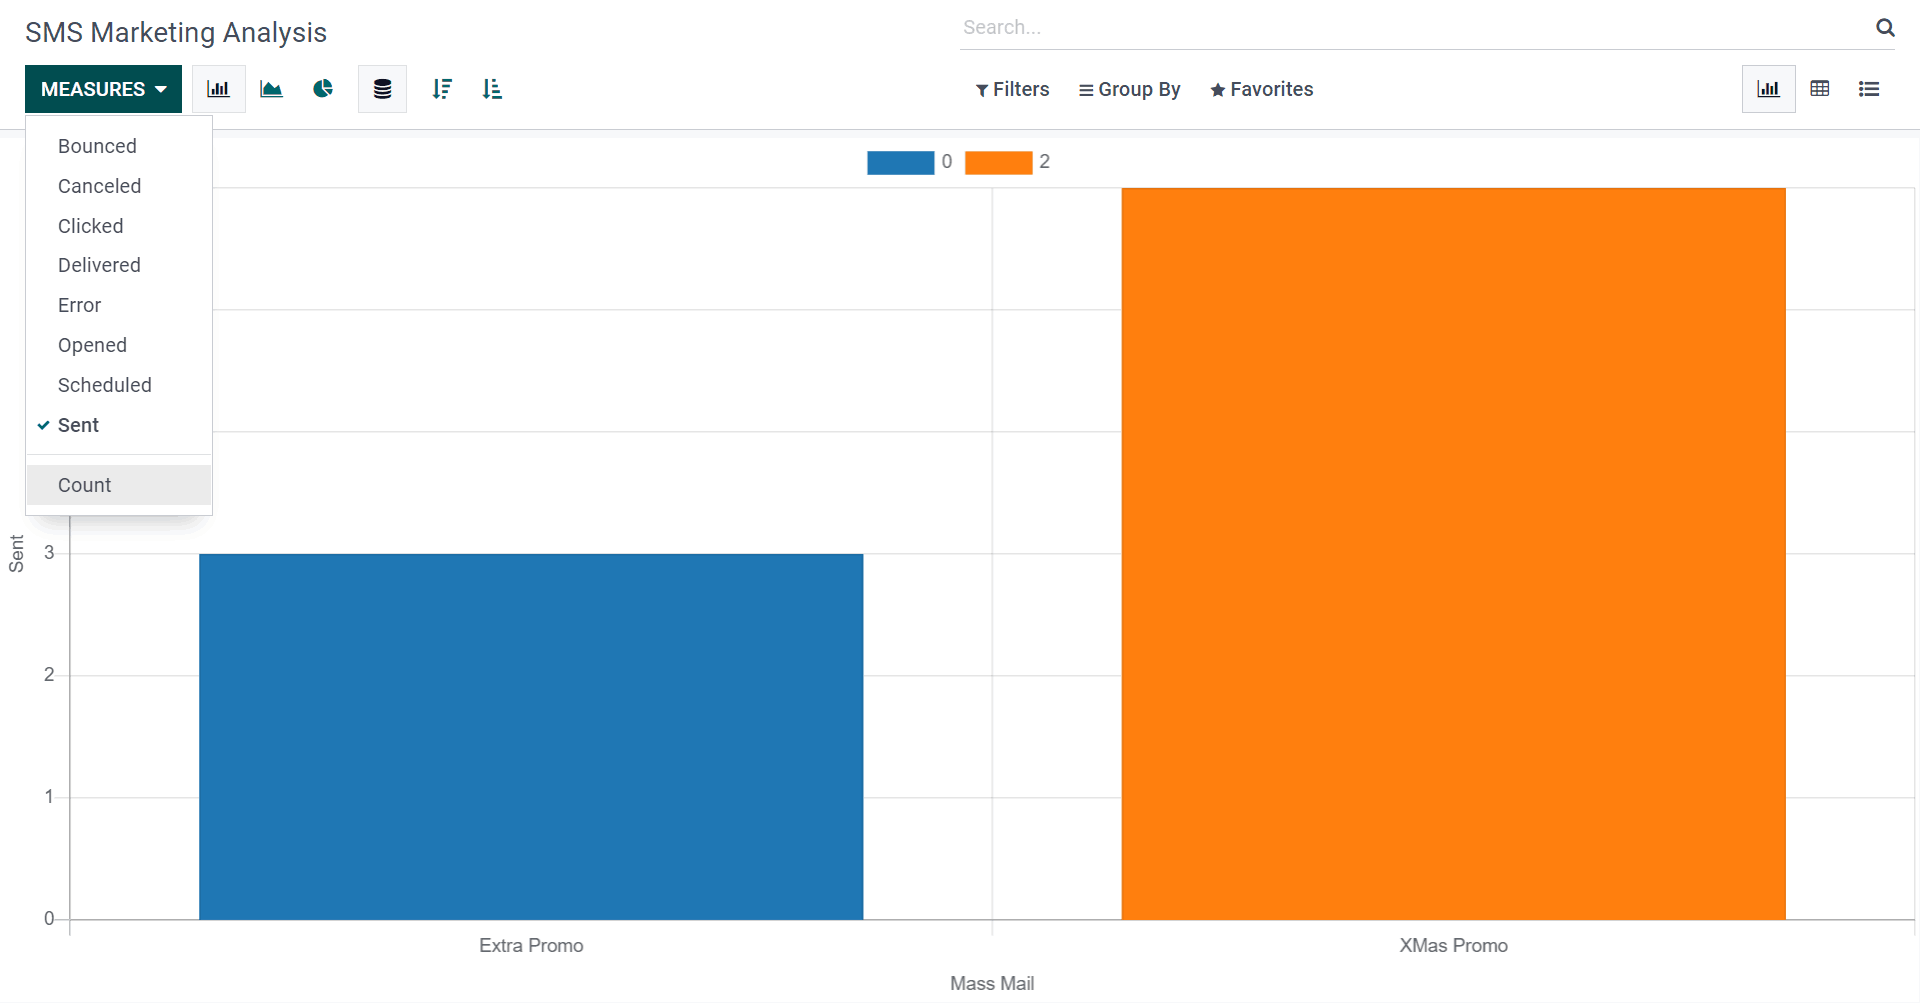 SMS Marketing Analysis
Search...
MEASURES
Filters
Group By
Favorites
Bounced
Canceled
Clicked
Delivered
Error
Opened
Scheduled
Sent
Count
0
2
Sent
3
2
1
0
Extra Promo
XMas Promo
Mass Mail